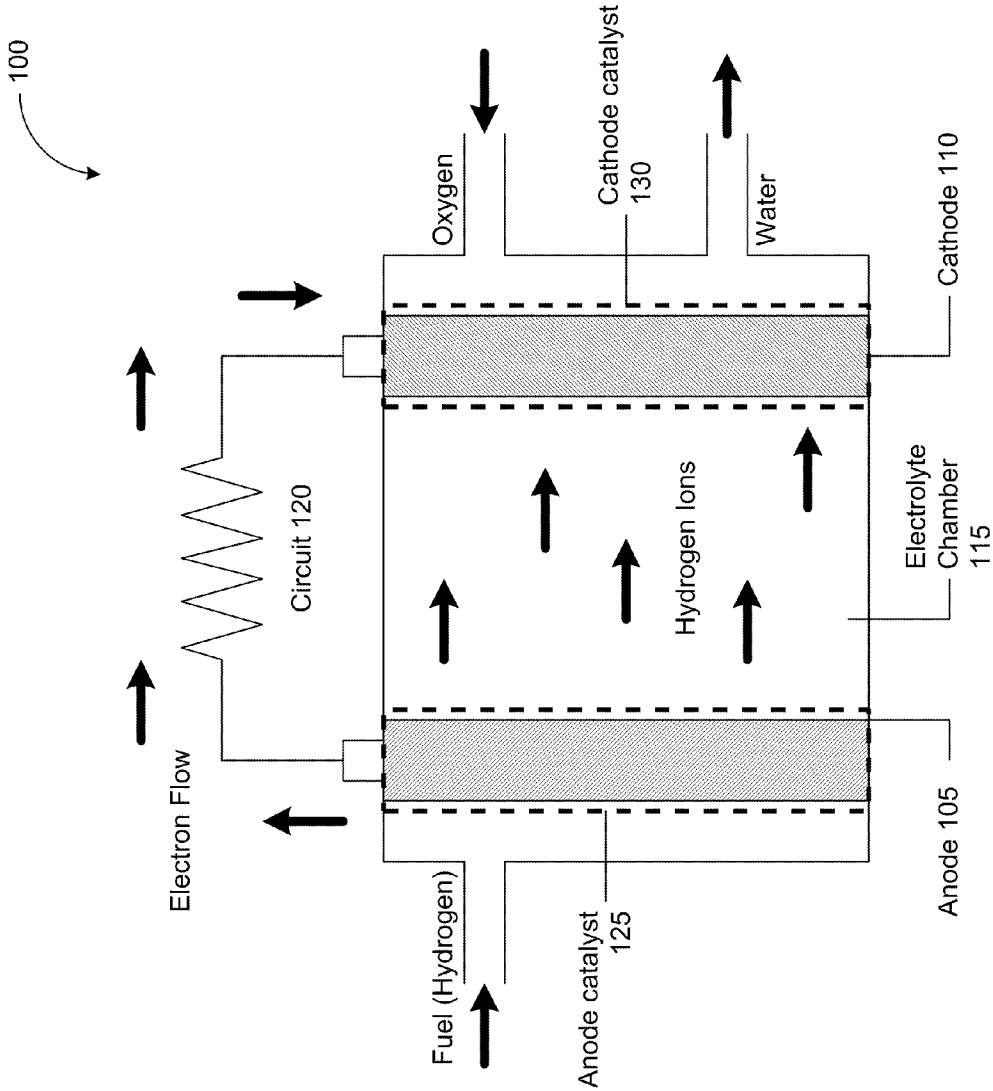 100
Electron Flow
Circuit 120
Fuel (Hydrogen)
Oxygen
Anode catalyst
125
Hydrogen Ions
Cathode catalyst
130
Water
Anode 105
Electrolyte
Chamber
115
Cathode 110